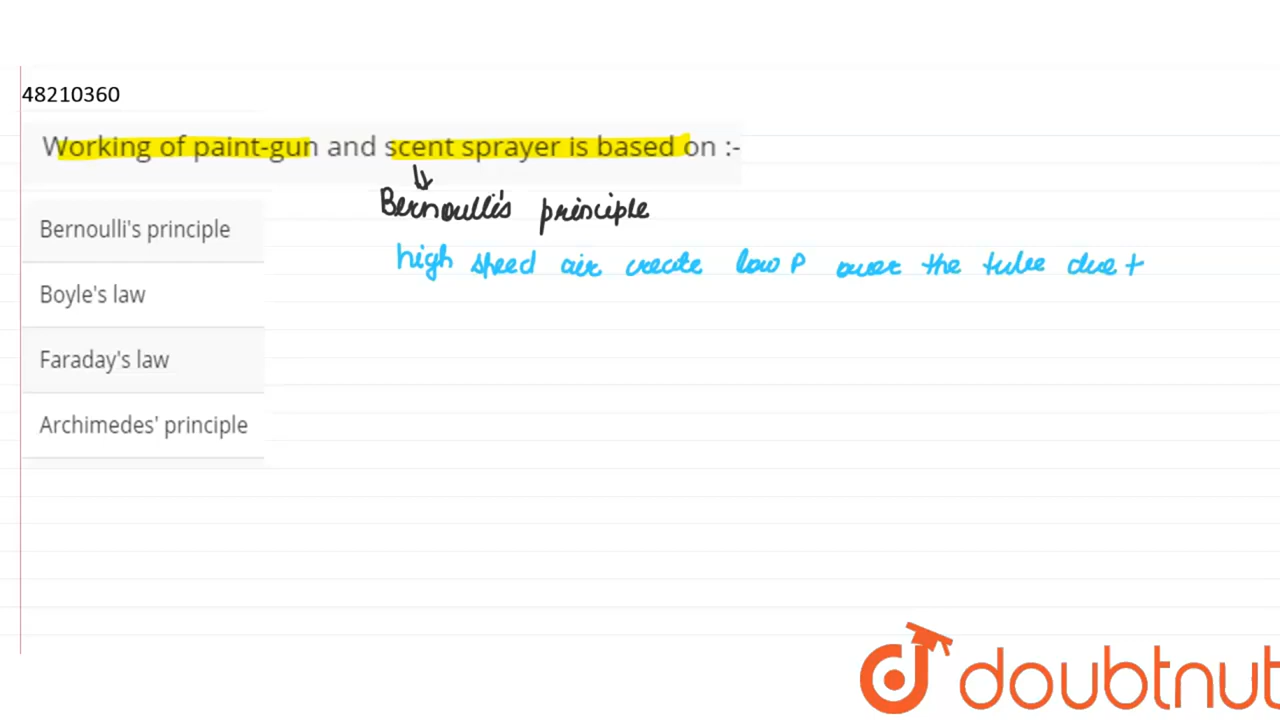 48210360
Working of paint-gun and scent sprayer is based on :-
Bernoulli's principle
high speed air create low P over the tube due t
Bernoulli's principle
Boyle's law
Faraday's law
Archimedes' principle
doubtnut